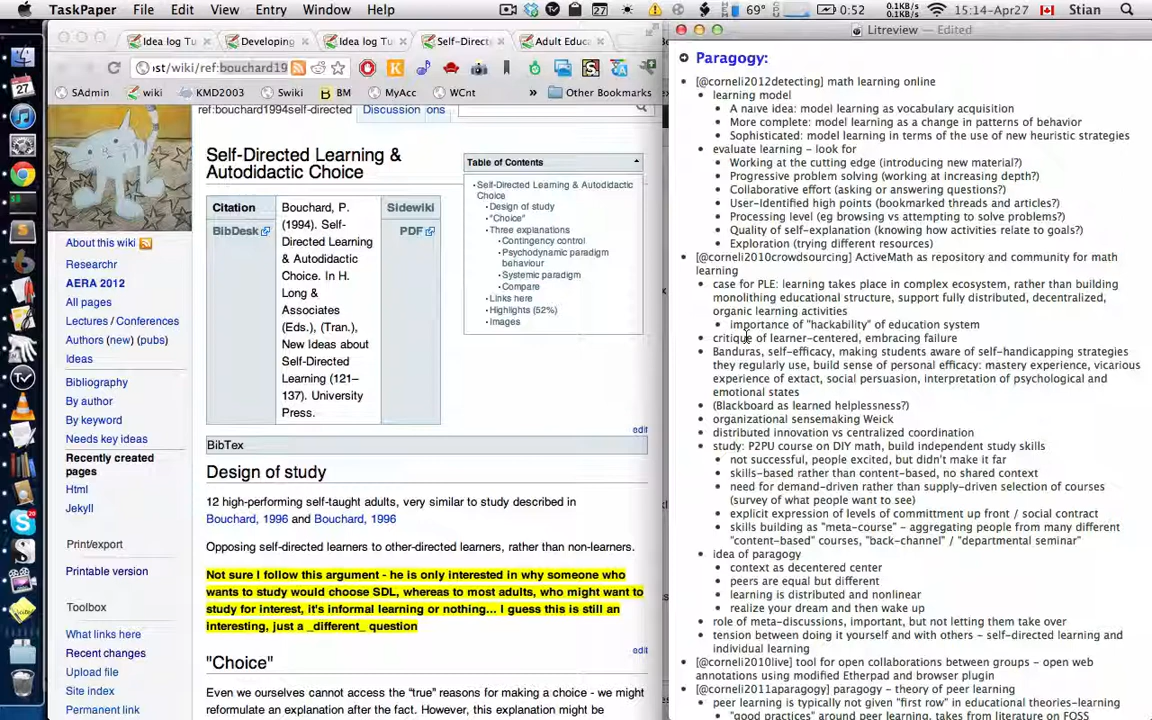 TaskPaper File Edit View Entry Window Help
27
69°
0:52
0.1KB/s
0.1KB/s
15:14-Apr27
Stian
Idea log Tu
Developing
Idea log Tu
Self-Direct
Adult Educ
ost/wiki/ref:bouchard19
SAdmin wiki KMD2003 Swiki BM MyAcc WCnt » Other Bookmarks
ref:bouchard1994self-directed
Discussion
ons
Self-Directed Learning &
Autodidactic Choice
Citation
BibDesk
Bouchard, P.
(1994). Self-
Directed Learning
& Autodidactic
Choice. In H.
Long &
Associates
(Eds.), (Tran.),
New Ideas about
Self-Directed
Learning (121–
137). University
Press.
Sidewiki
PDF
Table of Contents
Self-Directed Learning & Autodidactic
Choice
Design of study
"Choice"
Three explanations
Contingency control
Psychodynamic paradigm
behaviour
Systemic paradigm
Compare
Links here
Highlights (52%)
Images
edit
BibTex
Design of study
12 high-performing self-taught adults, very similar to study described in
Bouchard, 1996 and Bouchard, 1996
Opposing self-directed learners to other-directed learners, rather than non-learners.
Not sure I follow this argument - he is only interested in why someone who
wants to study would choose SDL, whereas to most adults, who might want to
study for interest, it's informal learning or nothing... I guess this is still an
interesting, just a _different_ question
edit
"Choice"
Even we ourselves cannot access the "true" reasons for making a choice - we might
reformulate an explanation after the fact. However, this explanation might be
About this wiki
Researchr
AERA 2012
All pages
Lectures / Conferences
Authors (new) (pubs)
Ideas
Bibliography
By author
By keyword
Needs key ideas
Recently created
pages
Html
Jekyll
Print/export
Printable version
Toolbox
What links here
Recent changes
Upload file
Site index
Permanent link
Litreview — Edited
Paragogy:
[@corneli2012detecting] math learning online
learning model
A naive idea: model learning as vocabulary acquisition
More complete: model learning as a change in patterns of behavior
Sophisticated: model learning in terms of the use of new heuristic strategies
evaluate learning - look for
Working at the cutting edge (introducing new material?)
Progressive problem solving (working at increasing depth?)
Collaborative effort (asking or answering questions?)
User-Identified high points (bookmarked threads and articles?)
Processing level (eg browsing vs attempting to solve problems?)
Quality of self-explanation (knowing how activities relate to goals?)
Exploration (trying different resources)
[@corneli2010crowdsourcing] ActiveMath as repository and community for math
learning
case for PLE: learning takes place in complex ecosystem, rather than building
monolithing educational structure, support fully distributed, decentralized,
organic learning activities
importance of "hackability" of education system
critique of learner-centered, embracing failure
Banduras, self-efficacy, making students aware of self-handicapping strategies
they regularly use, build sense of personal efficacy: mastery experience, vicarious
experience of extact, social persuasion, interpretation of psychological and
emotional states
(Blackboard as learned helplessness?)
organizational sensemaking Weick
distributed innovation vs centralized coordination
study: P2PU course on DIY math, build independent study skills
not successful, people excited, but didn't make it far
skills-based rather than content-based, no shared context
need for demand-driven rather than supply-driven selection of courses
(survey of what people want to see)
explicit expression of levels of committment up front / social contract
skills building as "meta-course" - aggregating people from many different
"content-based" courses, "back-channel" / "departmental seminar"
idea of paragogy
context as decentered center
peers are equal but different
learning is distributed and nonlinear
realize your dream and then wake up
role of meta-discussions, important, but not letting them take over
tension between doing it yourself and with others - self-directed learning and
individual learning
[@corneli2010live] tool for open collaborations between groups - open web
annotations using modified Etherpad and browser plugin
[@corneli2011aparagogy] paragogy - theory of peer learning
peer learning is typically not given "first row" in educational theories-learning
"good practices" around peer learning, takes from literature on FOSS